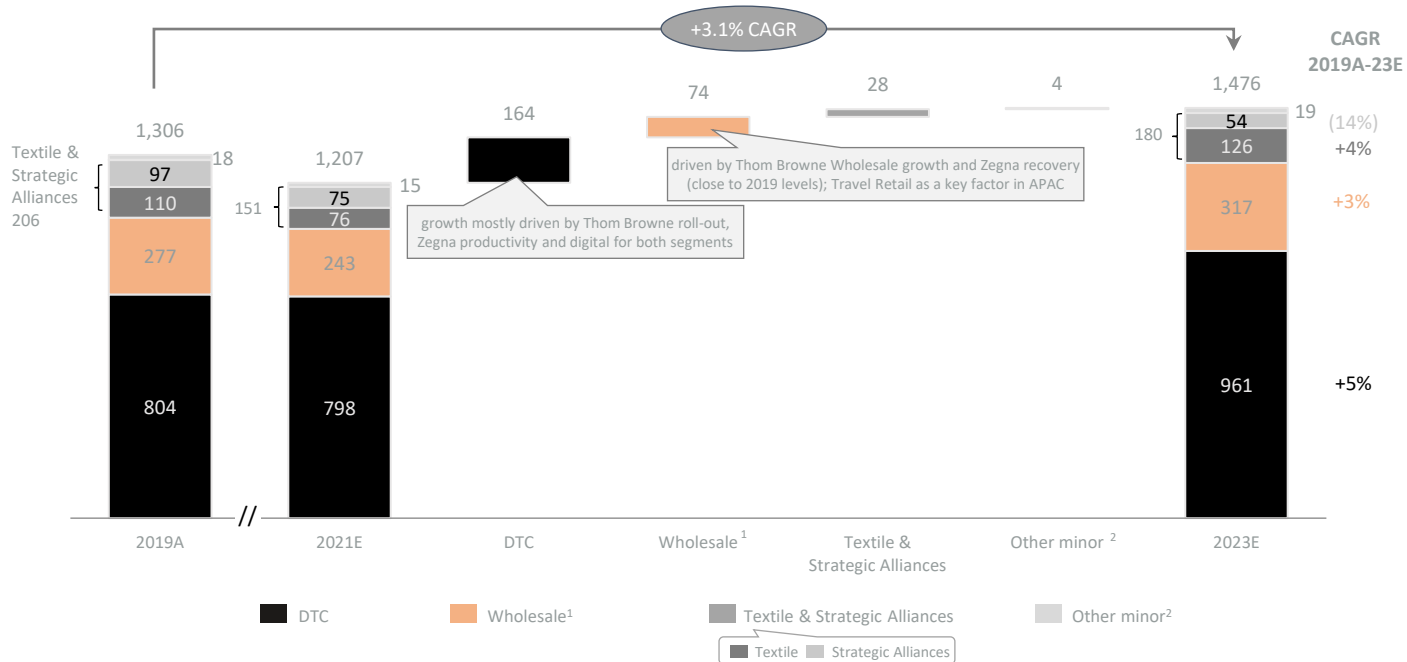 +3.1% CAGR
CAGR
2019A-23E
1,306
Textile &
Strategic
Alliances
206
18
97
110
277
804
1,207
151
15
75
76
243
798
164
growth mostly driven by Thom Browne roll-out,
Zegna productivity and digital for both segments
74
driven by Thom Browne Wholesale growth and Zegna recovery
(close to 2019 levels); Travel Retail as a key factor in APAC
28
4
1,476
180
19
54
126
317
961
(14%)
+4%
+3%
+5%
//
2019A
2021E
DTC
Wholesale 1
Textile &
Strategic Alliances
Other minor 2
2023E
DTC
Wholesale1
Textile & Strategic Alliances
Other minor2
Textile
Strategic Alliances